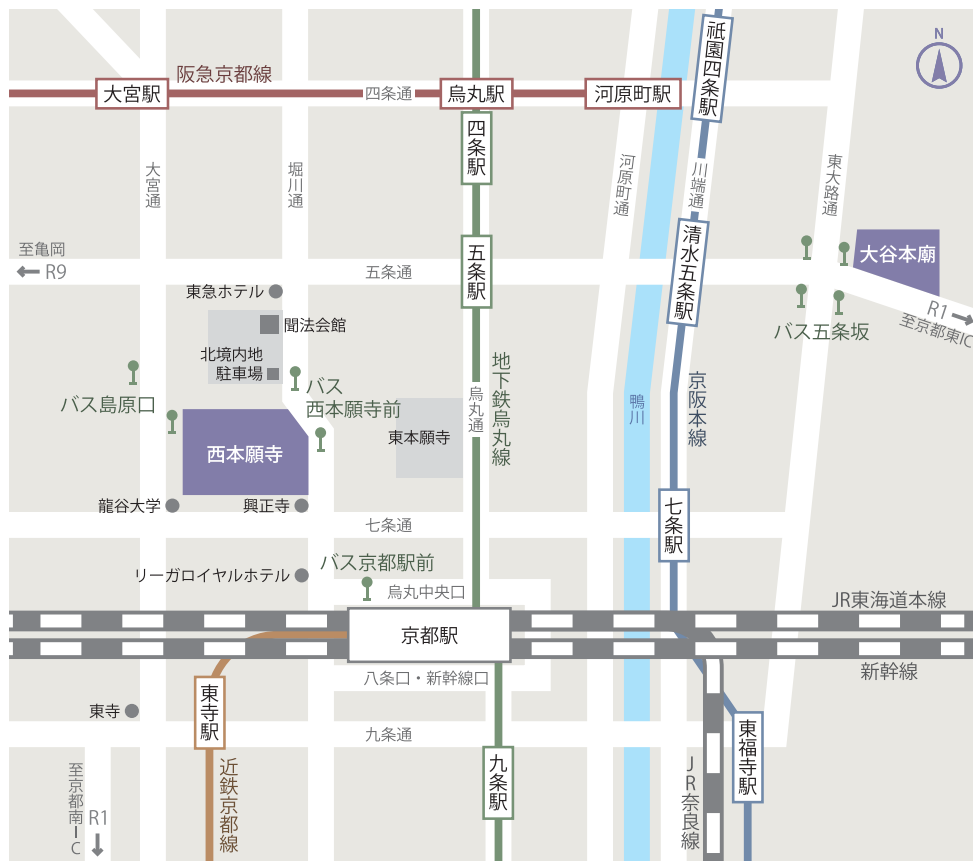 N
祇園四条駅
阪急京都線
大宮駅
四条通
烏丸駅
河原町駅
四条駅
大宮通
堀川通
河原町通
川端通
東大路通
清水五条駅
大谷本廟
至亀岡
R9
五条通
五条駅
東急ホテル
聞法会館
R1
至京都東IC
バス五条坂
北境内地
駐車場
バス
西本願寺前
バス島原口
地下鉄烏丸線
烏丸通
京阪本線
鴨川
西本願寺
東本願寺
龍谷大学
興正寺
七条通
七条駅
バス京都駅前
リーガロイヤルホテル
烏丸中央口
JR東海道本線
京都駅
新幹線
八条口・新幹線口
東寺駅
東寺
九条通
東福寺駅
九条駅
至京都南IC
R1
近鉄京都線
JR奈良線